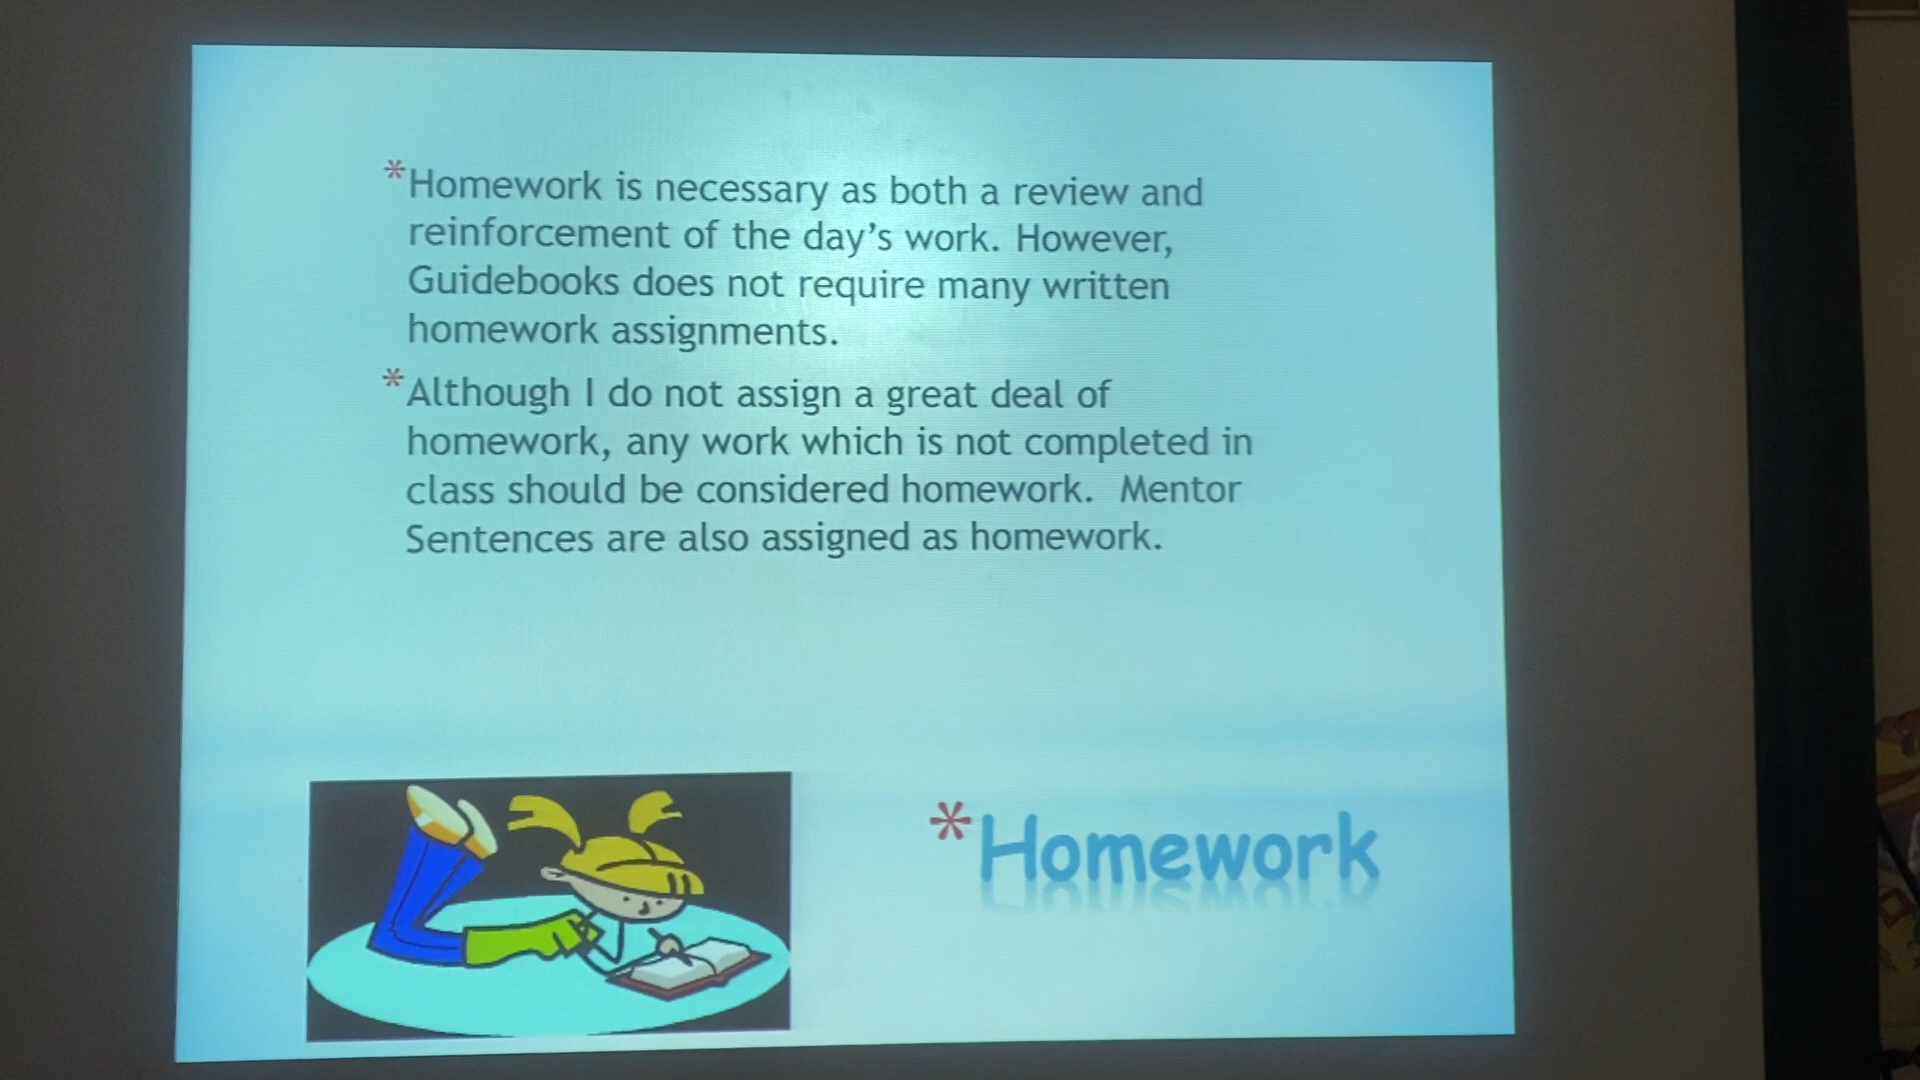 *Homework is necessary as both a review and
reinforcement of the day's work. However,
Guidebooks does not require many written
homework assignments.
*Although I do not assign a great deal of
homework, any work which is not completed in
class should be considered homework.  Mentor
Sentences are also assigned as homework.
*Homework